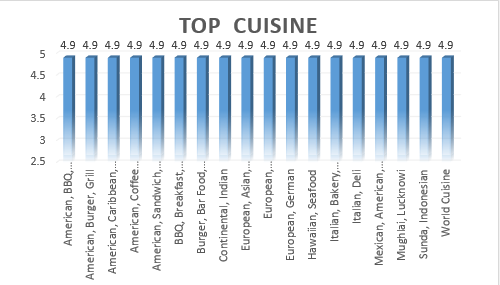 TOP CUISINE
4.9 4.9 4.9 4.9 4.9 4.9 4.9 4.9 4.9 4.9 4.9 4.9 4.9 4.9 4.9 4.9 4.9 4.9
5
4.5
4
3.5
3
2.5
American, BBQ,...
American, Burger, Grill
American, Caribbean,...
American, Coffee...
American, Sandwich,...
BBQ, Breakfast,...
Burger, Bar Food,...
Continental, Indian
European, Asian,...
European,...
European, German
Hawaiian, Seafood
Italian, Bakery,...
Italian, Deli
Mexican, American,...
Mughlai, Lucknowi
Sunda, Indonesian
World Cuisine